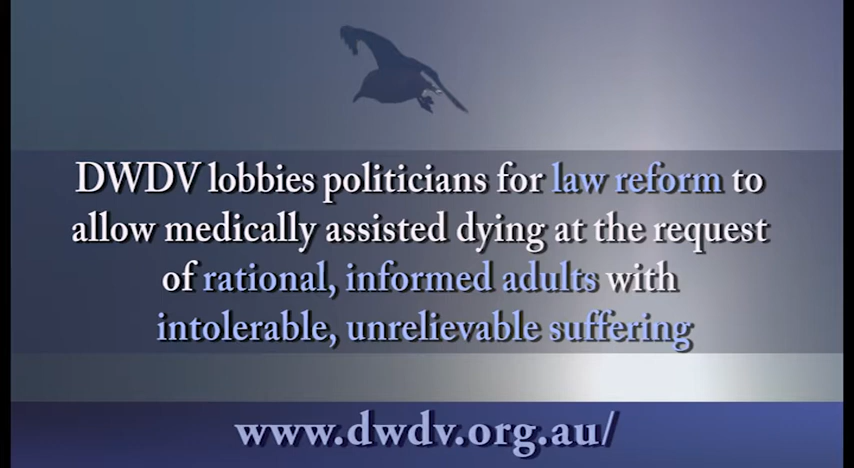 DWDV lobbies politicians for law reform to
allow medically assisted dying at the request
of rational, informed adults with
intolerable, unrelievable suffering
www.dwdv.org.au/